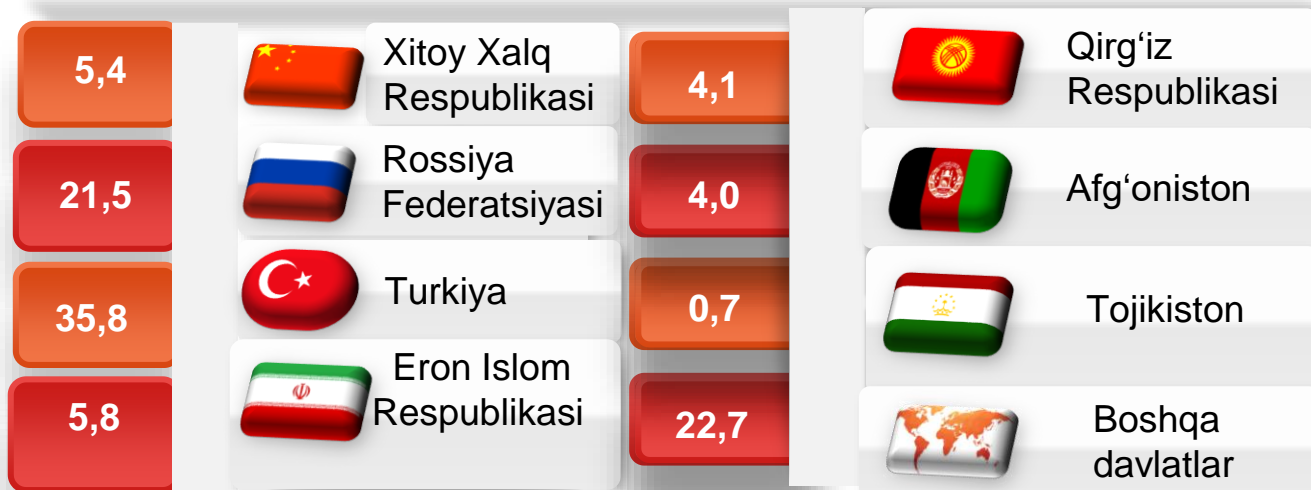 5,4
Xitoy Xalq
Respublikasi
21,5
Rossiya
Federatsiyasi
35,8
Turkiya
5,8
Eron Islom
Respublikasi
4,1
Qirg‘iz
Respublikasi
4,0
Afg‘oniston
0,7
Tojikiston
22,7
Boshqa
davlatlar